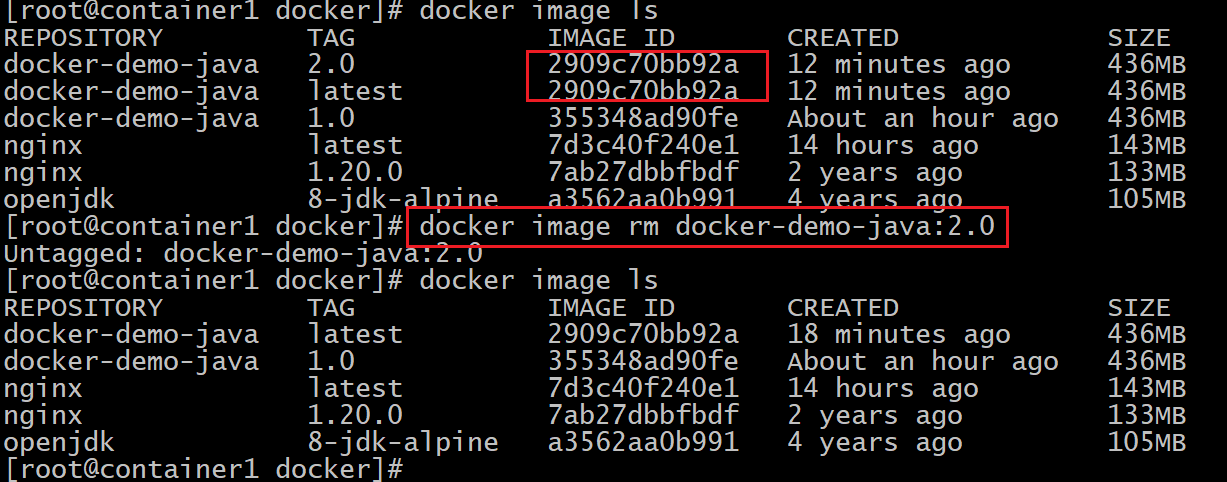 [root@container1 docker]# docker image ls
REPOSITORY TAG IMAGE ID CREATED SIZE
docker-demo-java 2.0 2909c70bb92a 12 minutes ago 436MB
docker-demo-java latest 2909c70bb92a 12 minutes ago 436MB
docker-demo-java 1.0 355348ad90fe About an hour ago 436MB
nginx latest 7d3c40f240e1 14 hours ago 143MB
nginx 1.20.0 7ab27dbbfbdf 2 years ago 133MB
openjdk 8-jdk-alpine a3562aa0b991 4 years ago 105MB
[root@container1 docker]# docker image rm docker-demo-java:2.0
Untagged: docker-demo-java:2.0
[root@container1 docker]# docker image ls
REPOSITORY TAG IMAGE ID CREATED SIZE
docker-demo-java latest 2909c70bb92a 18 minutes ago 436MB
docker-demo-java 1.0 355348ad90fe About an hour ago 436MB
nginx latest 7d3c40f240e1 14 hours ago 143MB
nginx 1.20.0 7ab27dbbfbdf 2 years ago 133MB
openjdk 8-jdk-alpine a3562aa0b991 4 years ago 105MB
[root@container1 docker]#